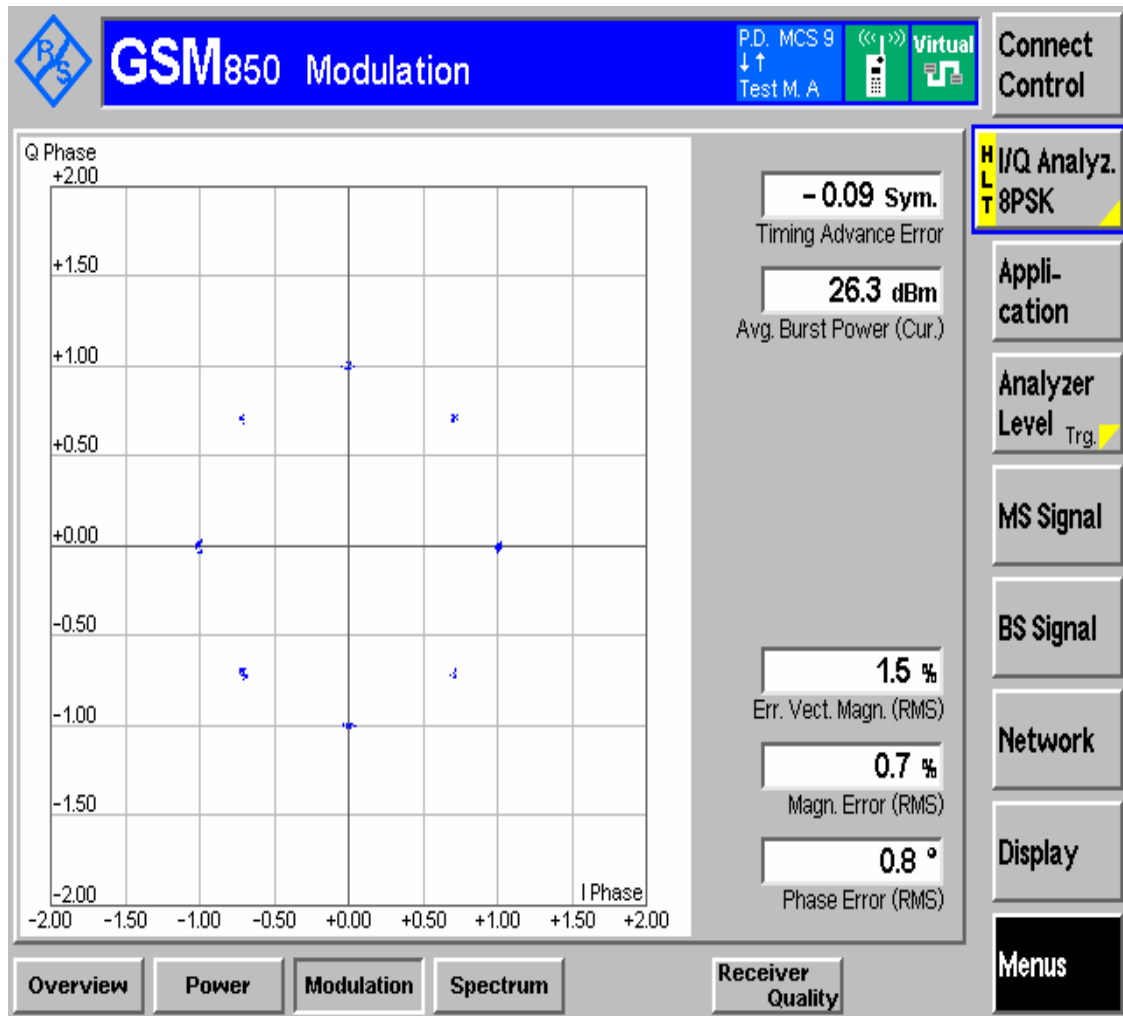 R/S
GSM850 Modulation
P.D. MCS 9
↓↑
Test M. A
Virtual
Connect
Control
Q Phase
+2.00
+1.50
+1.00
+0.50
+0.00
-0.50
-1.00
-1.50
-2.00
I Phase
-2.00 -1.50 -1.00 -0.50 +0.00 +0.50 +1.00 +1.50 +2.00
- 0.09 Sym.
Timing Advance Error
26.3 dBm
Avg. Burst Power (Cur.)
1.5 %
Err. Vect. Magn. (RMS)
0.7 %
Magn. Error (RMS)
0.8 °
Phase Error (RMS)
HLT
I/Q Analyz.
8PSK
Appli-
cation
Analyzer
Level Trg.
MS Signal
BS Signal
Network
Display
Menus
Overview
Power
Modulation
Spectrum
Receiver
Quality